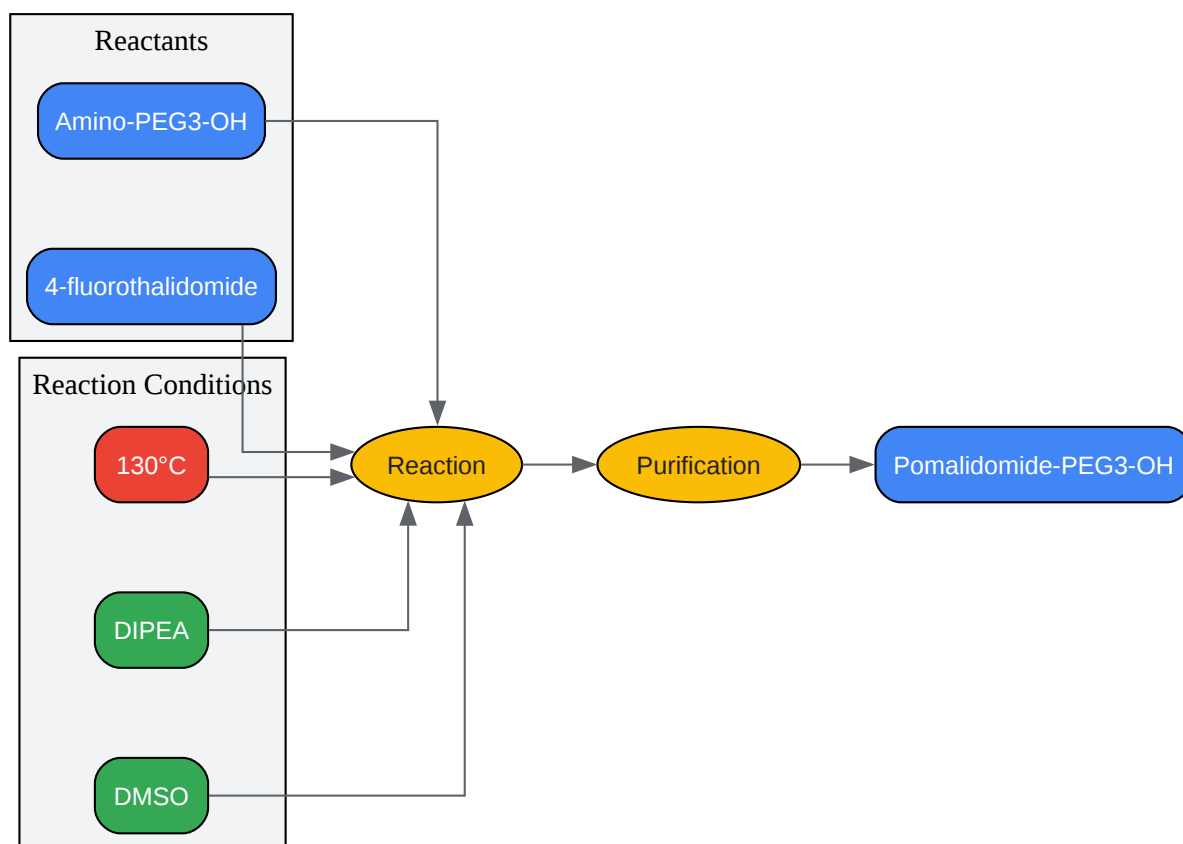 Reactants
Amino-PEG3-OH
4-fluorothalidomide
Reaction Conditions
130°C
Reaction
Purification
Pomalidomide-PEG3-OH
DIPEA
DMSO